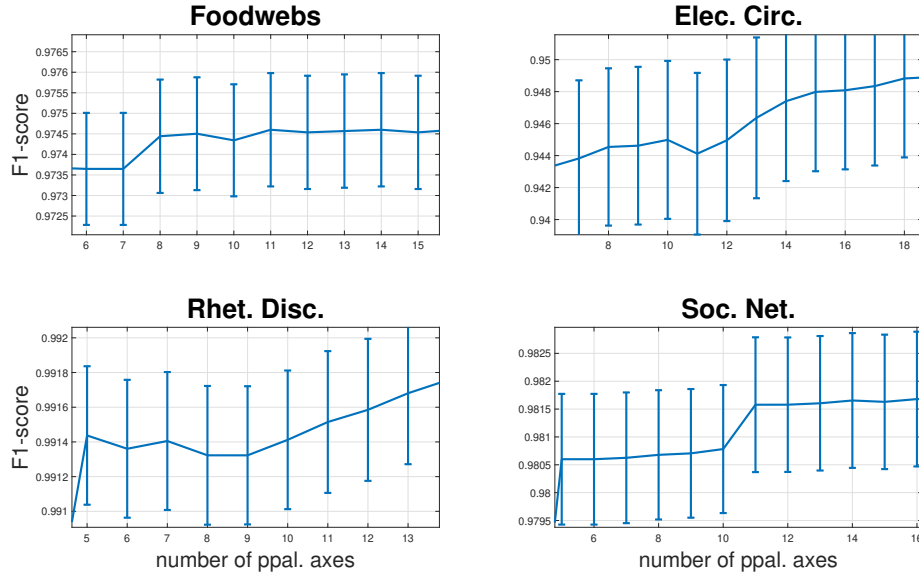 Foodwebs
F1-score
0.9765
0.976
0.9755
0.975
0.9745
0.974
0.9735
0.973
0.9725
6 7 8 9 10 11 12 13 14 15
Elec. Circ.
0.95
0.948
0.946
0.944
0.942
0.94
8 10 12 14 16 18
Rhet. Disc.
F1-score
0.992
0.9918
0.9916
0.9914
0.9912
0.991
5 6 7 8 9 10 11 12 13
number of ppal. axes
Soc. Net.
0.9825
0.982
0.9815
0.981
0.9805
0.98
0.9795
6 8 10 12 14 16
number of ppal. axes